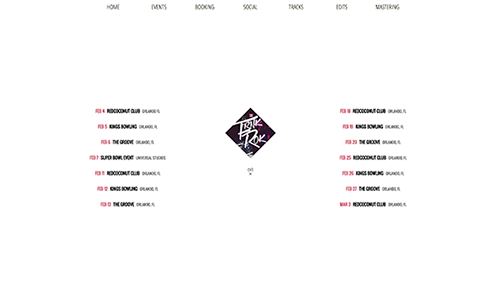 HOME EVENTS BOOKING SOCIAL TRACKS EDITS MASTERING
FEB 4 REDCOCONUT CLUB ORLANDO, FL
FEB 5 KINGS BOWLING ORLANDO, FL
FEB 6 THE GROOVE ORLANDO, FL
FEB 7 SUPER BOWL EVENT UNIVERSAL STUDIOS
FEB 11 REDCOCONUT CLUB ORLANDO, FL
FEB 12 KINGS BOWLING ORLANDO, FL
FEB 13 THE GROOVE ORLANDO, FL
FEB 18 REDCOCONUT CLUB ORLANDO, FL
FEB 19 KINGS BOWLING ORLANDO, FL
FEB 20 THE GROOVE ORLANDO, FL
FEB 25 REDCOCONUT CLUB ORLANDO, FL
FEB 26 KINGS BOWLING ORLANDO, FL
FEB 27 THE GROOVE ORLANDO, FL
MAR 3 REDCOCONUT CLUB ORLANDO, FL